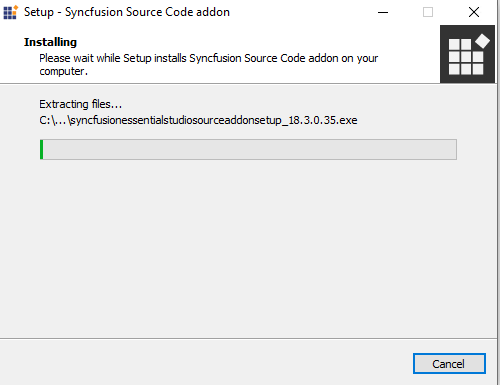 Setup - Syncfusion Source Code addon
Installing
Please wait while Setup installs Syncfusion Source Code addon on your
computer.
Extracting files...
C:\...\syncfusionessentialstudiosourceaddonsetup_18.3.0.35.exe
Cancel